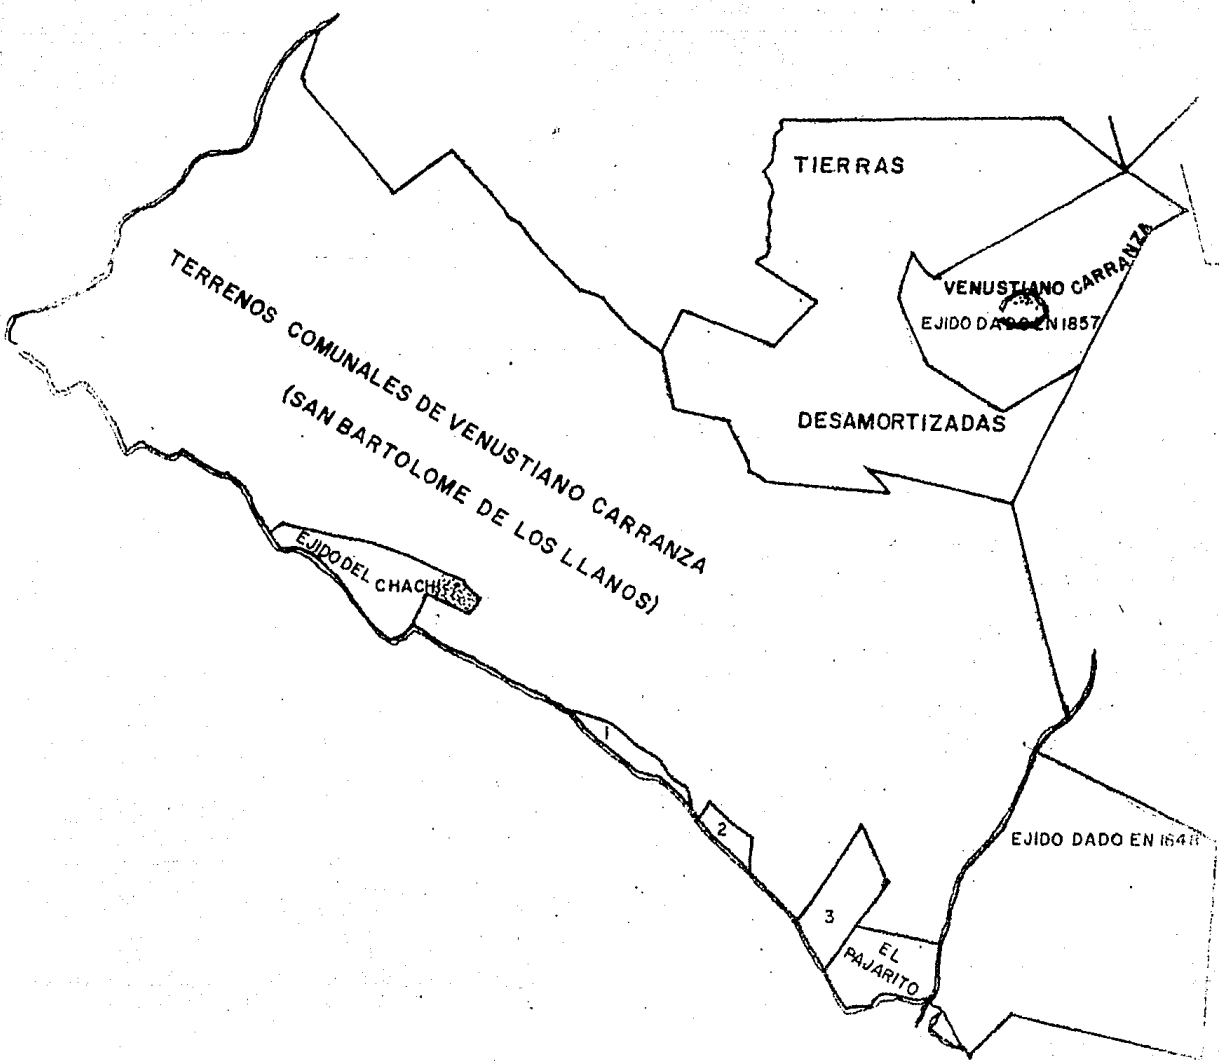 TIERRAS
VENUSTIANO CARRANZA
EJIDO DADO EN 1857
DESAMORTIZADAS
TERRENOS COMUNALES DE VENUSTIANO CARRANZA
(SAN BARTOLOME DE LOS LLANOS)
EJIDO DEL CHACHI
1
2
3
EL
PAJARITO
EJIDO DADO EN